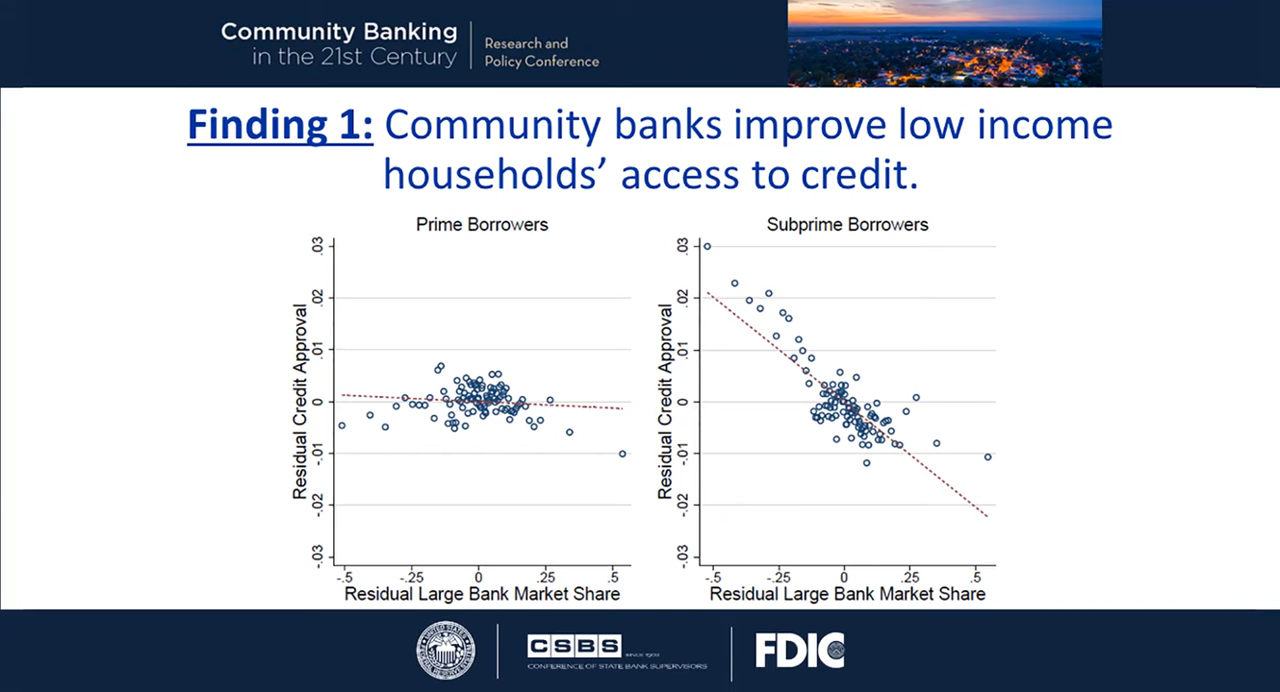 Community Banking
in the 21st Century
Research and
Policy Conference
Finding 1: Community banks improve low income
households’ access to credit.
Prime Borrowers
Residual Credit Approval
.03
.02
.01
0
-.01
-.02
-.03
-.5 -.25 0 .25 .5
Residual Large Bank Market Share
Subprime Borrowers
Residual Credit Approval
.03
.02
.01
0
-.01
-.02
-.03
-.5 -.25 0 .25 .5
Residual Large Bank Market Share
CSBS
SINCE 1902
CONFERENCE OF STATE BANK SUPERVISORS
FDIC